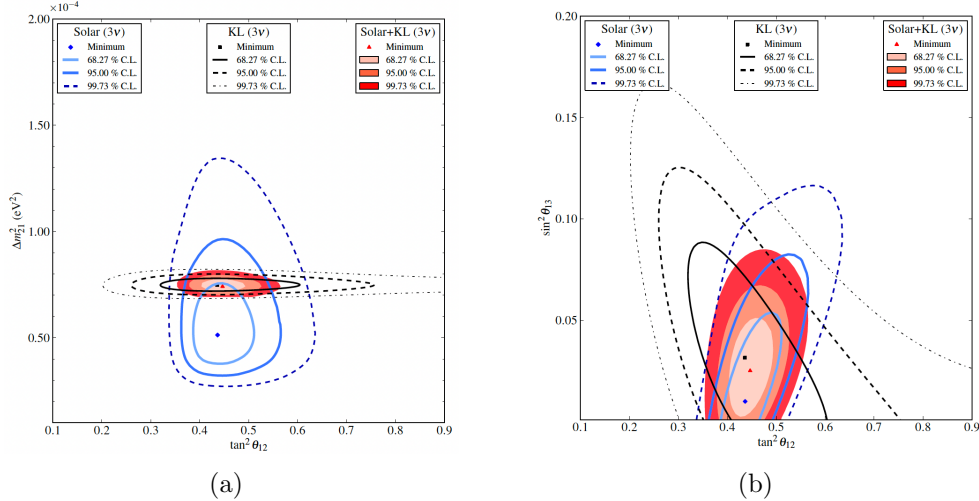 2.00 ×10⁻⁴
Solar (3ν)
Minimum
68.27 % C.L.
95.00 % C.L.
99.73 % C.L.
KL (3ν)
Minimum
68.27 % C.L.
95.00 % C.L.
99.73 % C.L.
Solar+KL (3ν)
Minimum
68.27 % C.L.
95.00 % C.L.
99.73 % C.L.
1.50
1.00
0.50
Δm²₂₁ (eV²)
0.1 0.2 0.3 0.4 0.5 0.6 0.7 0.8 0.9
tan² θ₁₂
(a)
0.20
Solar (3ν)
Minimum
68.27 % C.L.
95.00 % C.L.
99.73 % C.L.
KL (3ν)
Minimum
68.27 % C.L.
95.00 % C.L.
99.73 % C.L.
Solar+KL (3ν)
Minimum
68.27 % C.L.
95.00 % C.L.
99.73 % C.L.
0.15
0.10
0.05
sin² θ₁₃
0.1 0.2 0.3 0.4 0.5 0.6 0.7 0.8 0.9
tan² θ₁₂
(b)